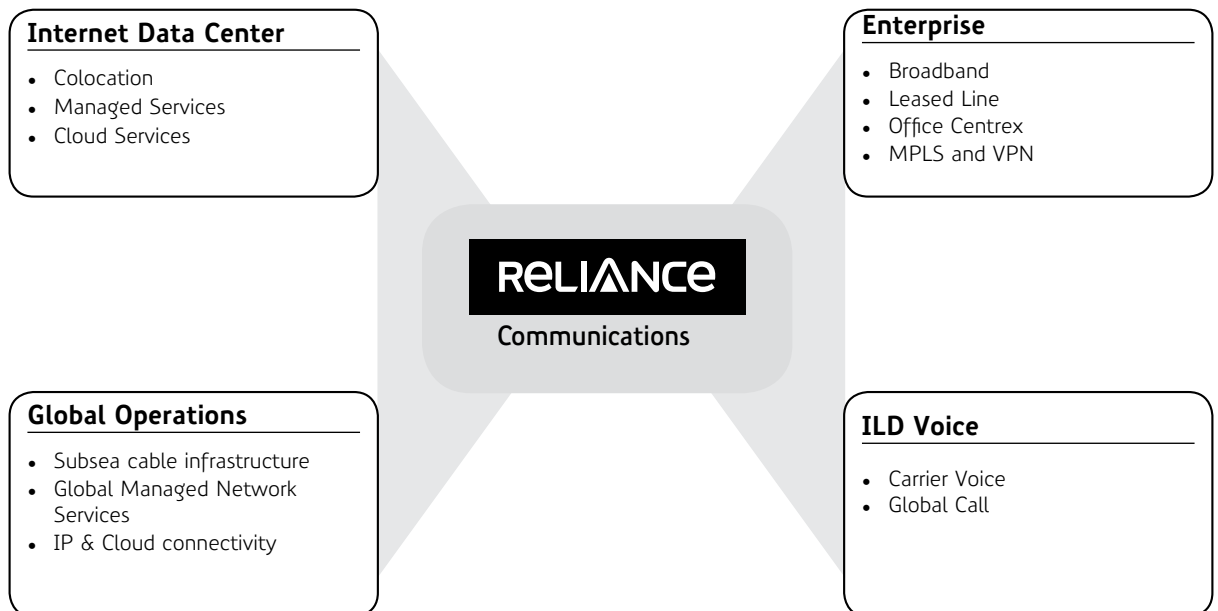 Internet Data Center
• Colocation
• Managed Services
• Cloud Services
Enterprise
• Broadband
• Leased Line
• Office Centrex
• MPLS and VPN
RELIANCE
Communications
Global Operations
• Subsea cable infrastructure
• Global Managed Network
Services
• IP & Cloud connectivity
ILD Voice
• Carrier Voice
• Global Call